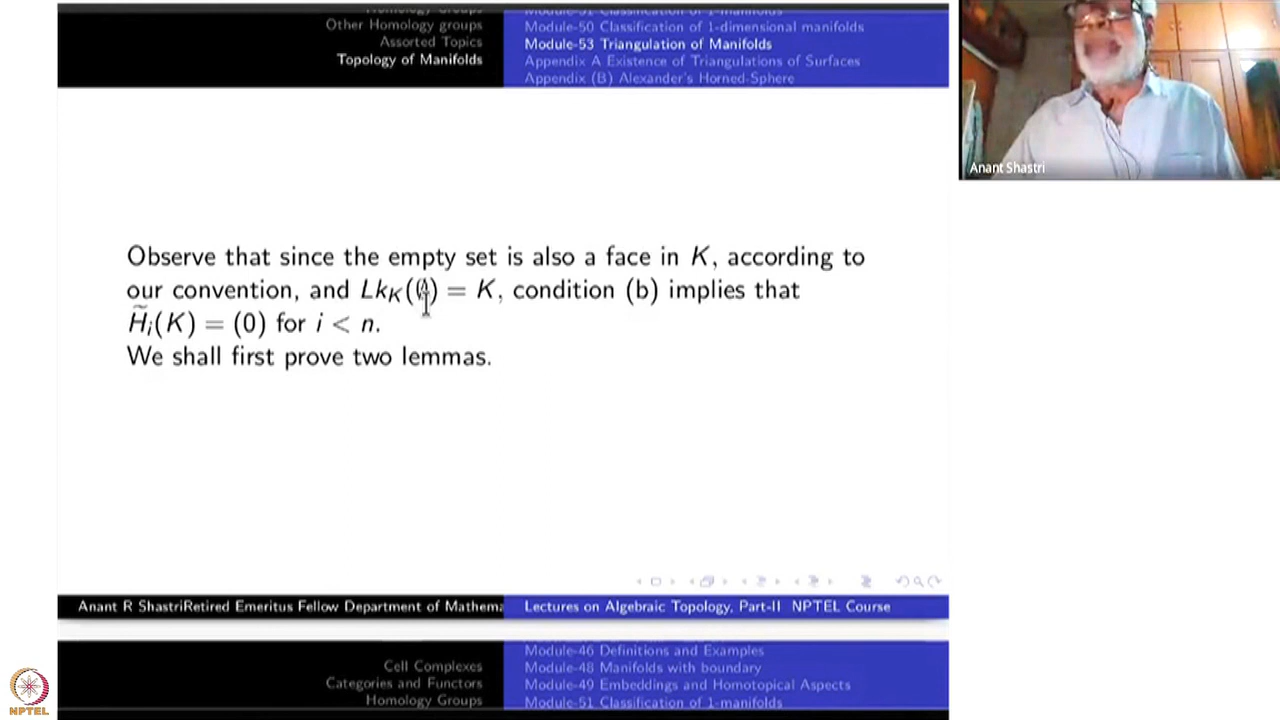 Other Homology groups
Assorted Topics
Topology of Manifolds
Module-50 Classification of 1-dimensional manifolds
Module-53 Triangulation of Manifolds
Appendix A Existence of Triangulations of Surfaces
Appendix (B) Alexander's Horned-Sphere
Anant Shastri
Observe that since the empty set is also a face in K, according to
our convention, and Lk_K(∅) = K, condition (b) implies that
H̃_i(K) = (0) for i < n.
We shall first prove two lemmas.
Anant R ShastriRetired Emeritus Fellow Department of Mathema
Lectures on Algebraic Topology, Part-II NPTEL Course
Cell Complexes
Categories and Functors
Homology Groups
Module-46 Definitions and Examples
Module-48 Manifolds with boundary
Module-49 Embeddings and Homotopical Aspects
Module-51 Classification of 1-manifolds
NPTEL